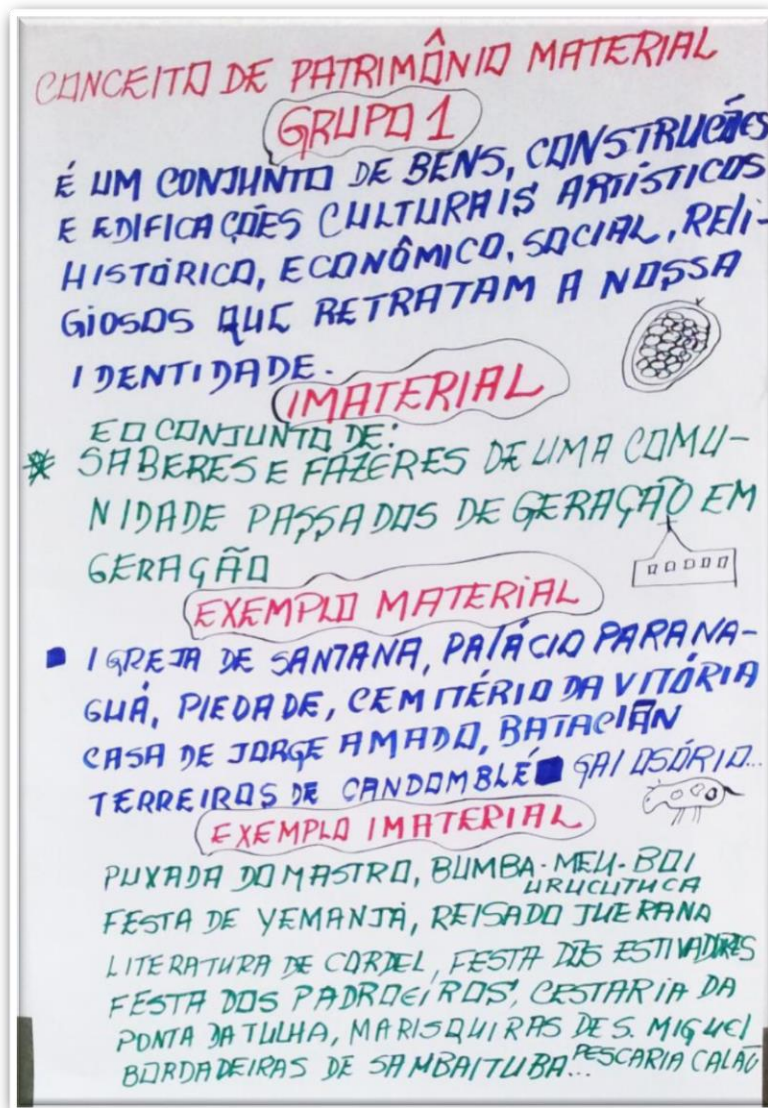 CONCEITO DE PATRIMÔNIO MATERIAL
GRUPO 1
É UM CONJUNTO DE BENS, CONSTRUÇÕES
E EDIFICAÇÕES CULTURAIS ARTÍSTICOS
HISTÓRICO, ECONÔMICO, SOCIAL, RELI-
GIOSOS QUE RETRATAM A NOSSA
IDENTIDADE.
IMATERIAL
E O CONJUNTO DE:
* SABERES E FAZERES DE UMA COMU-
NIDADE PASSADOS DE GERAÇÃO EM
GERAÇÃO
EXEMPLO MATERIAL
IGREJA DE SANTANA, PALÁCIO PARANA-
GUÁ, PIEDADE, CEMITÉRIO DA VITÓRIA
CASA DE JORGE AMADO, BATACLÃN
TERREIROS DE CANDOMBLÉ GAL OSÓRIO...
EXEMPLO IMATERIAL
PUXADA DO MASTRO, BUMBA-MEU-BOI
URUCUTUCA
FESTA DE YEMANJÁ, REISADO JUERANA
LITERATURA DE CORDEL, FESTA DOS ESTIVADORES
FESTA DOS PADROEIROS, CESTARIA DA
PONTA DA TULHA, MARISQUIRAS DE S. MIGUEL
BORDADEIRAS DE SAMBAITUBA... PESCARIA CALAÚ